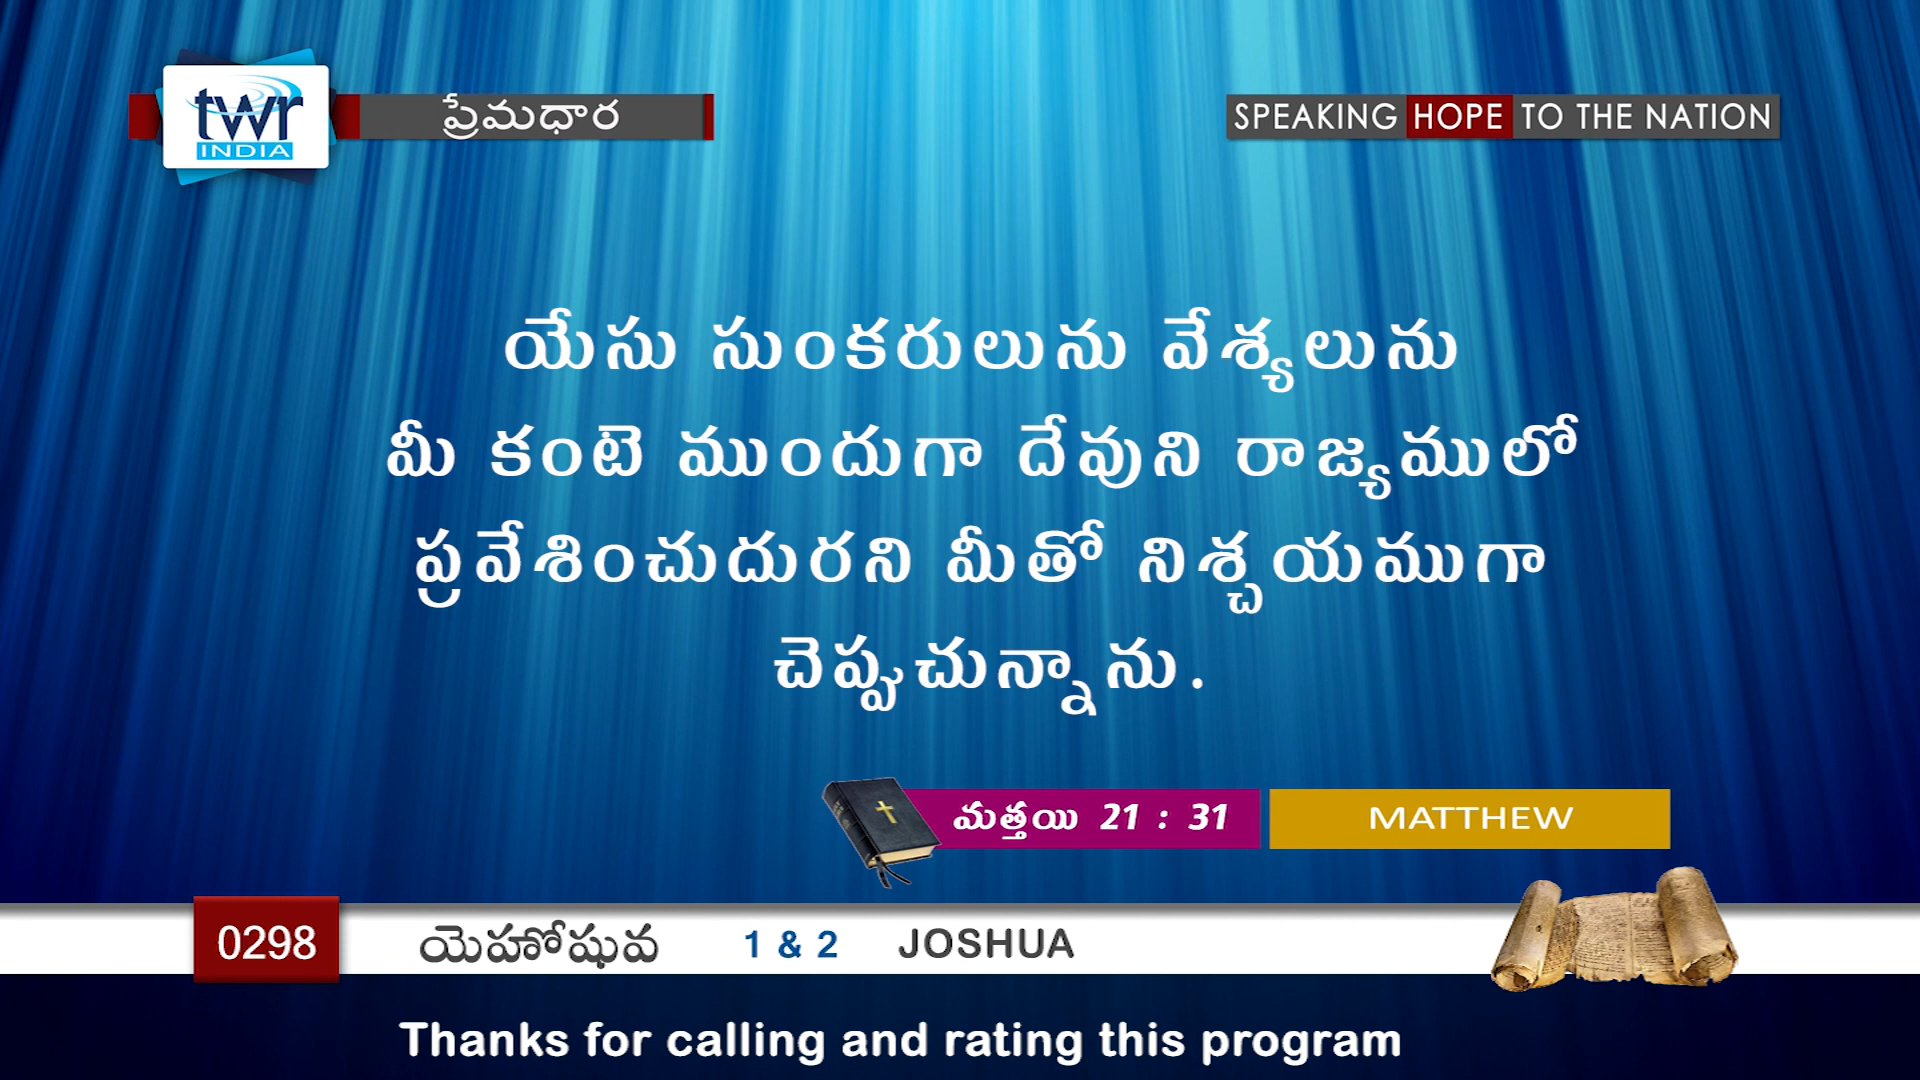 twr
INDIA
ప్రేమధార
SPEAKING HOPE TO THE NATION
యేసు సుంకరులును వేశ్యలును
మీ కంటె ముందుగా దేవుని రాజ్యములో
ప్రవేశించుదురని మీతో నిశ్చయముగా
చెప్పుచున్నాను.
మత్తయి 21 : 31
MATTHEW
0298 యెహోషువ 1 & 2 JOSHUA
Thanks for calling and rating this program